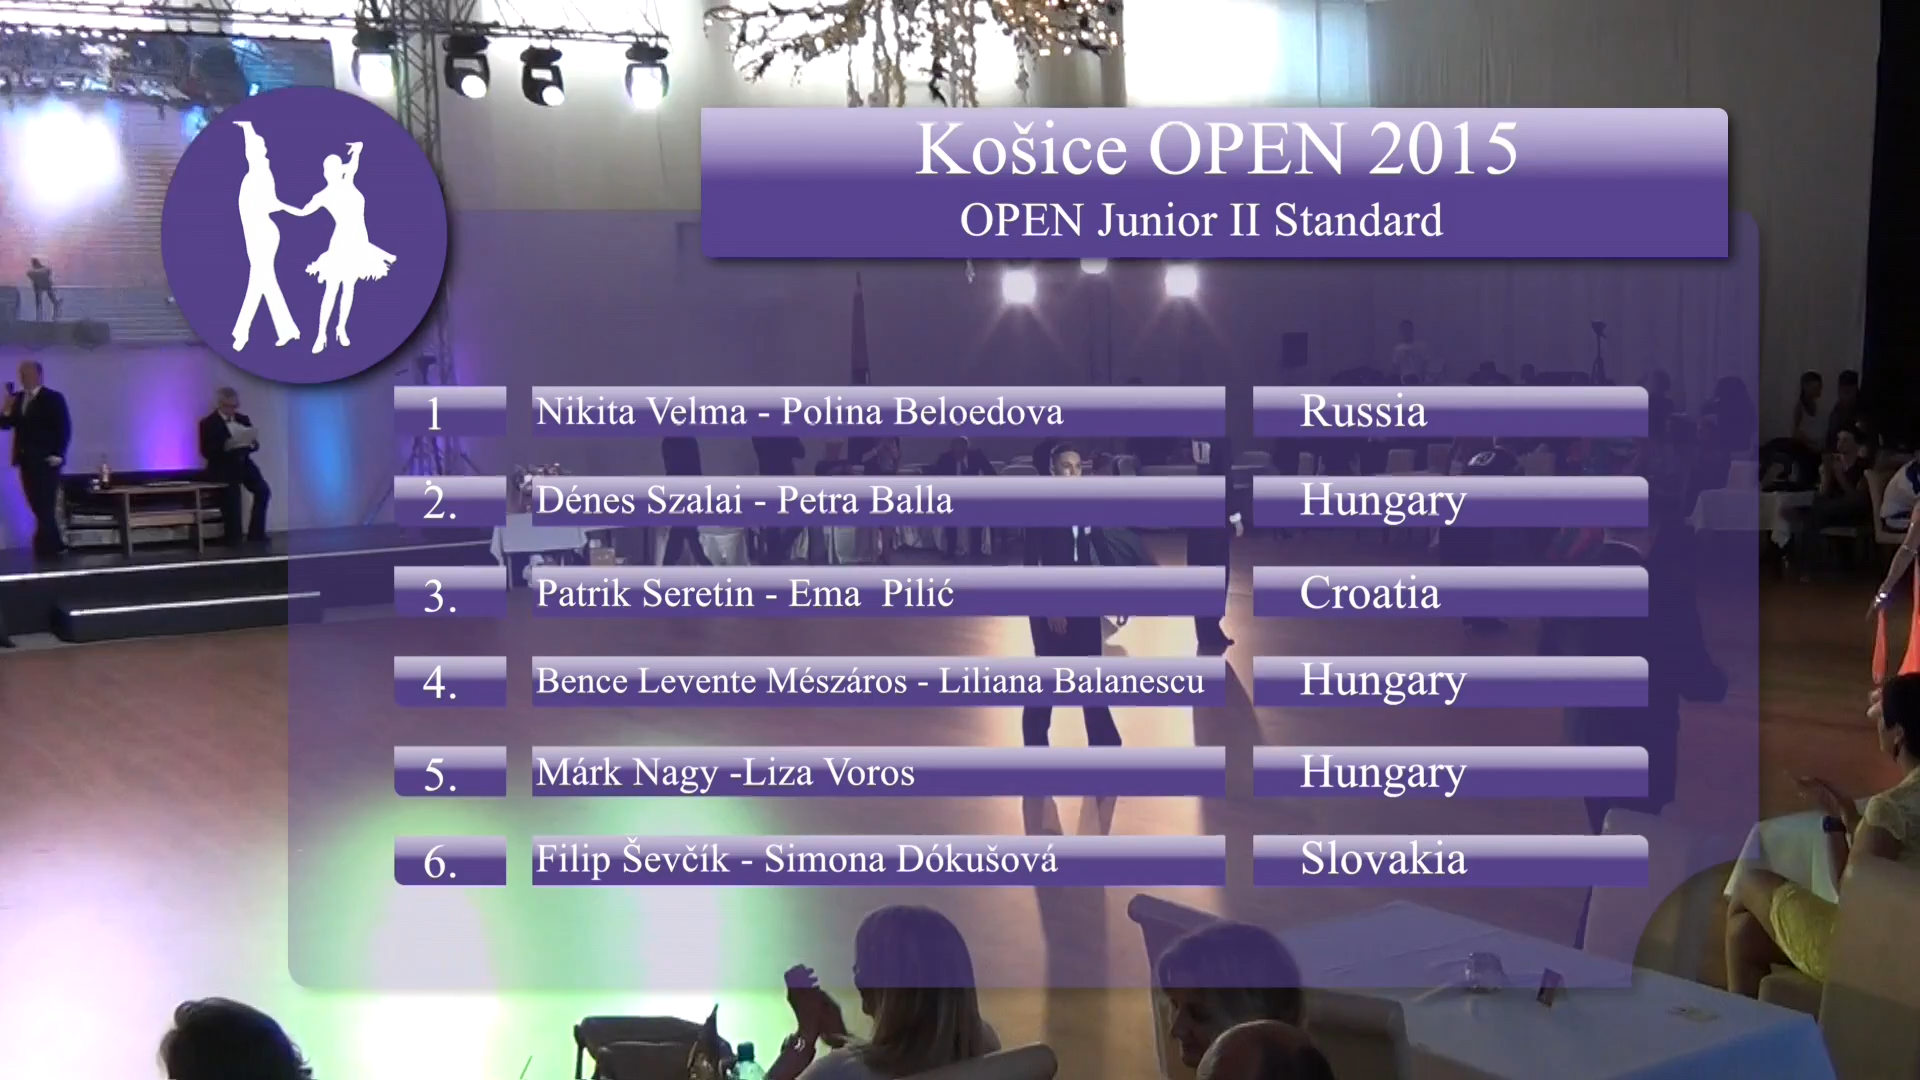 Košice OPEN 2015
OPEN Junior II Standard
1 Nikita Velma - Polina Beloedova Russia
2. Dénes Szalai - Petra Balla Hungary
3. Patrik Seretin - Ema Pilić Croatia
4. Bence Levente Mészáros - Liliana Balanescu Hungary
5. Márk Nagy -Liza Voros Hungary
6. Filip Ševčík - Simona Dókušová Slovakia